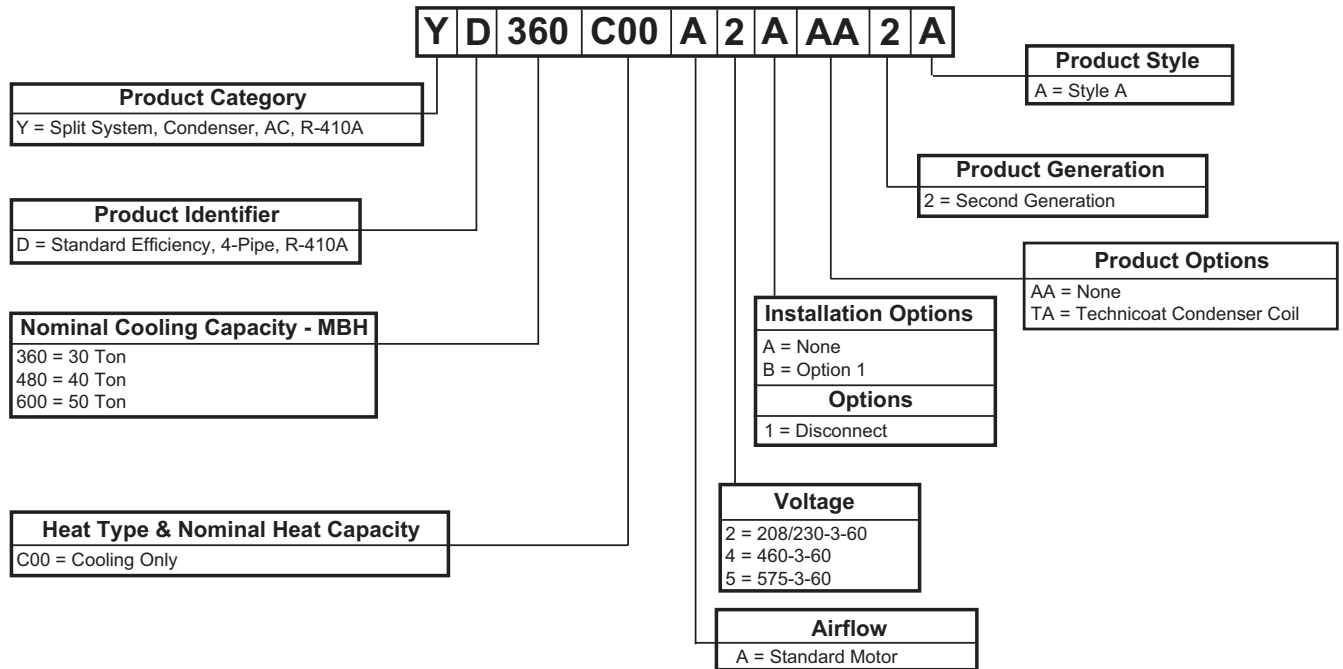 Y D 360 C00 A 2 A AA 2 A
Product Category
Y = Split System, Condenser, AC, R-410A
Product Identifier
D = Standard Efficiency, 4-Pipe, R-410A
Nominal Cooling Capacity - MBH
360 = 30 Ton
480 = 40 Ton
600 = 50 Ton
Heat Type & Nominal Heat Capacity
C00 = Cooling Only
Airflow
A = Standard Motor
Voltage
2 = 208/230-3-60
4 = 460-3-60
5 = 575-3-60
Installation Options
A = None
B = Option 1
Options
1 = Disconnect
Product Options
AA = None
TA = Technicoat Condenser Coil
Product Generation
2 = Second Generation
Product Style
A = Style A